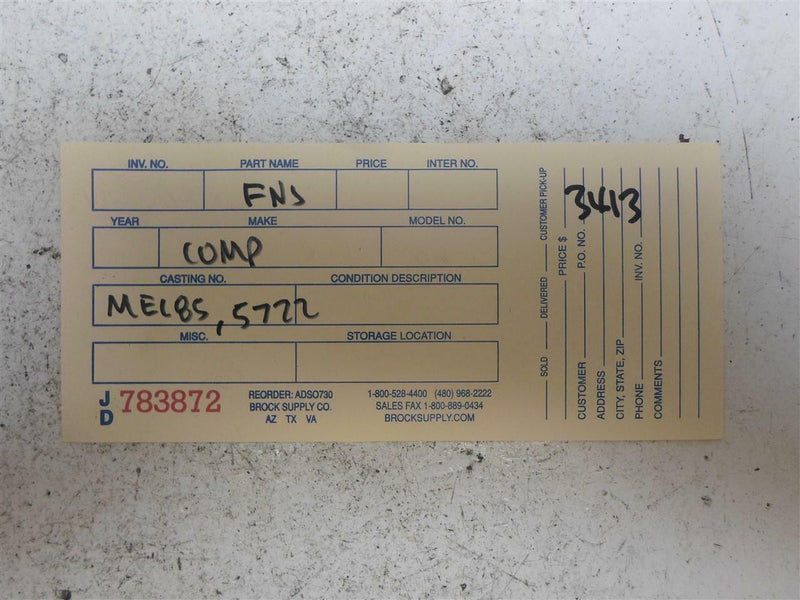 INV. NO. PART NAME PRICE INTER NO.
FNS
YEAR MAKE MODEL NO.
COMP
CASTING NO. CONDITION DESCRIPTION
ME185, 5722
MISC. STORAGE LOCATION
JD 783872
REORDER: ADSO730
BROCK SUPPLY CO.
AZ TX VA
1-800-528-4400 (480) 968-2222
SALES FAX 1-800-889-0434
BROCKSUPPLY.COM
SOLD DELIVERED CUSTOMER PICK-UP
PRICE $
3413
CUSTOMER P.O. NO.
ADDRESS
CITY, STATE, ZIP
PHONE INV. NO.
COMMENTS